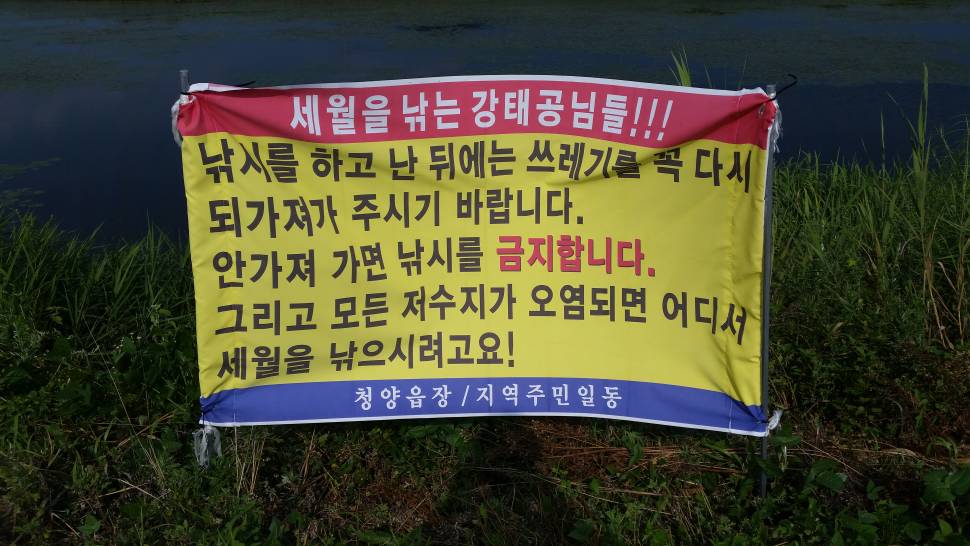 세월을 낚는 강태공님들!!!
낚시를 하고 난 뒤에는 쓰레기를 꼭 다시
되가져가 주시기 바랍니다.
안가져 가면 낚시를 금지합니다.
그리고 모든 저수지가 오염되면 어디서
세월을 낚으시려고요!
청양읍장 / 지역주민일동